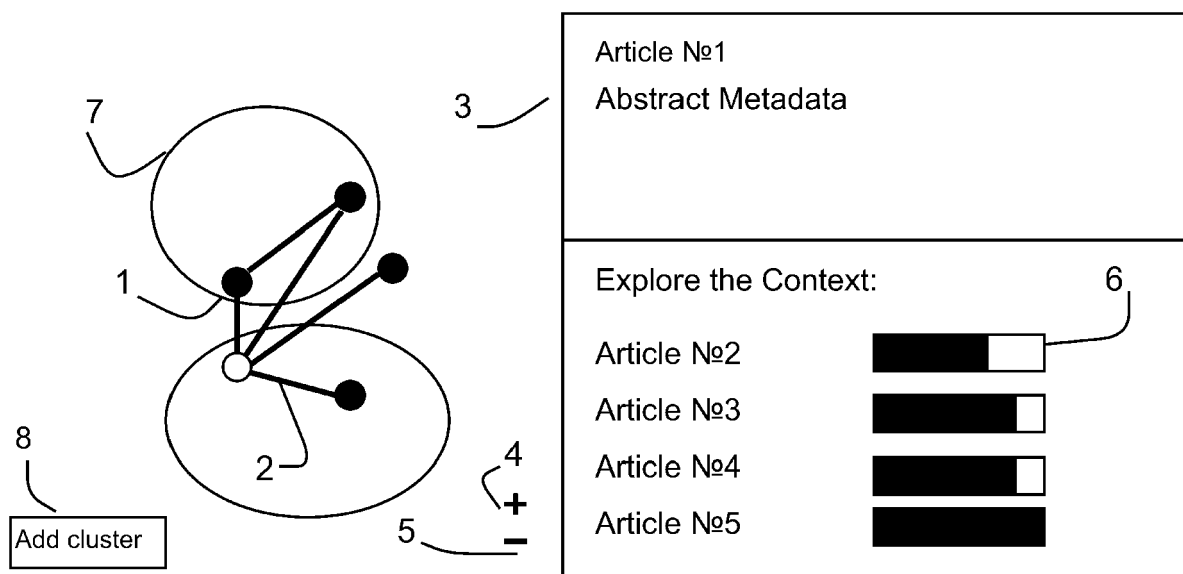 Article №1
Abstract Metadata
3
7
1
2
8
Add cluster
4
+
5
−
Explore the Context:
6
Article №2
Article №3
Article №4
Article №5